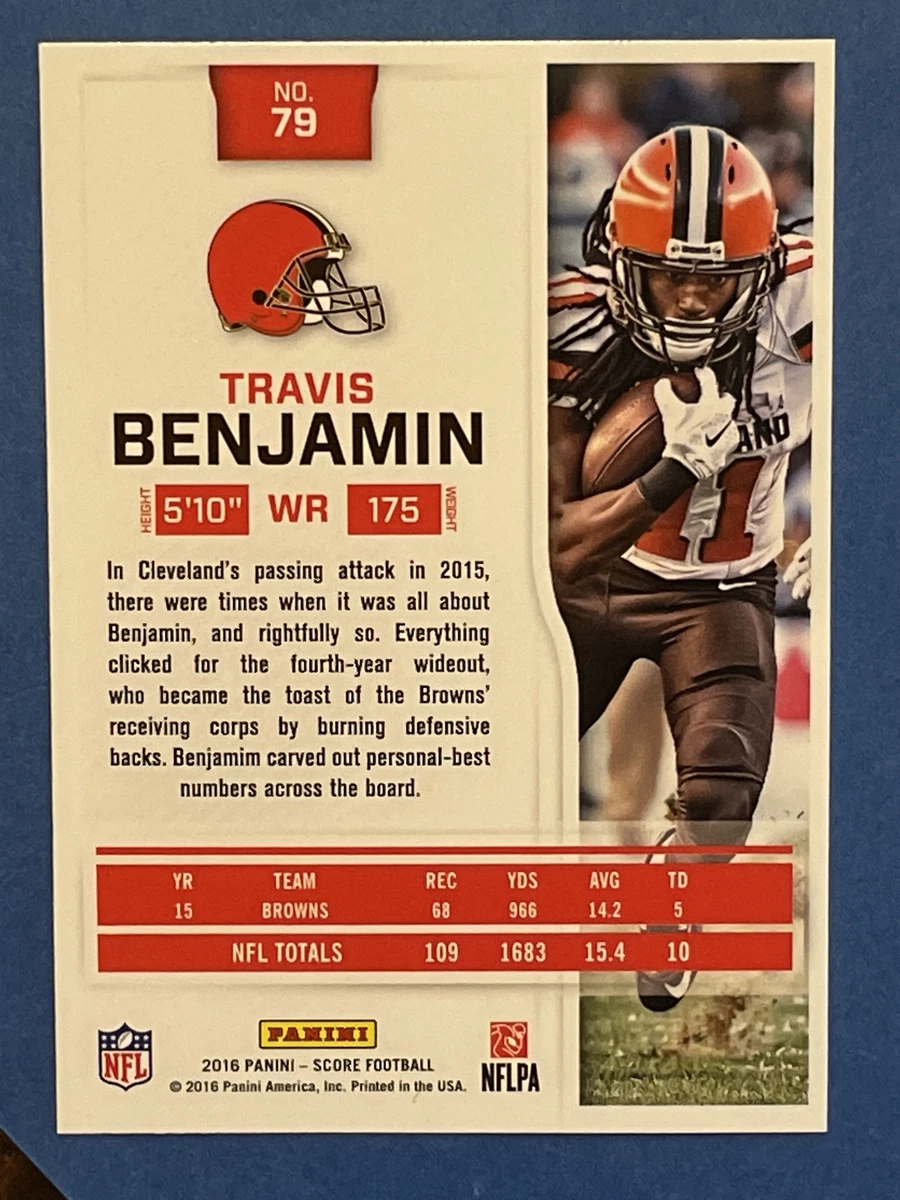 NO.
79
TRAVIS
BENJAMIN
HEIGHT 5'10" WR 175 WEIGHT
In Cleveland's passing attack in 2015,
there were times when it was all about
Benjamin, and rightfully so. Everything
clicked for the fourth-year wideout,
who became the toast of the Browns'
receiving corps by burning defensive
backs. Benjamim carved out personal-best
numbers across the board.
YR TEAM REC YDS AVG TD
15 BROWNS 68 966 14.2 5
NFL TOTALS 109 1683 15.4 10
NFL
PANINI
2016 PANINI – SCORE FOOTBALL
© 2016 Panini America, Inc. Printed in the USA.
NFLPA
AND
11